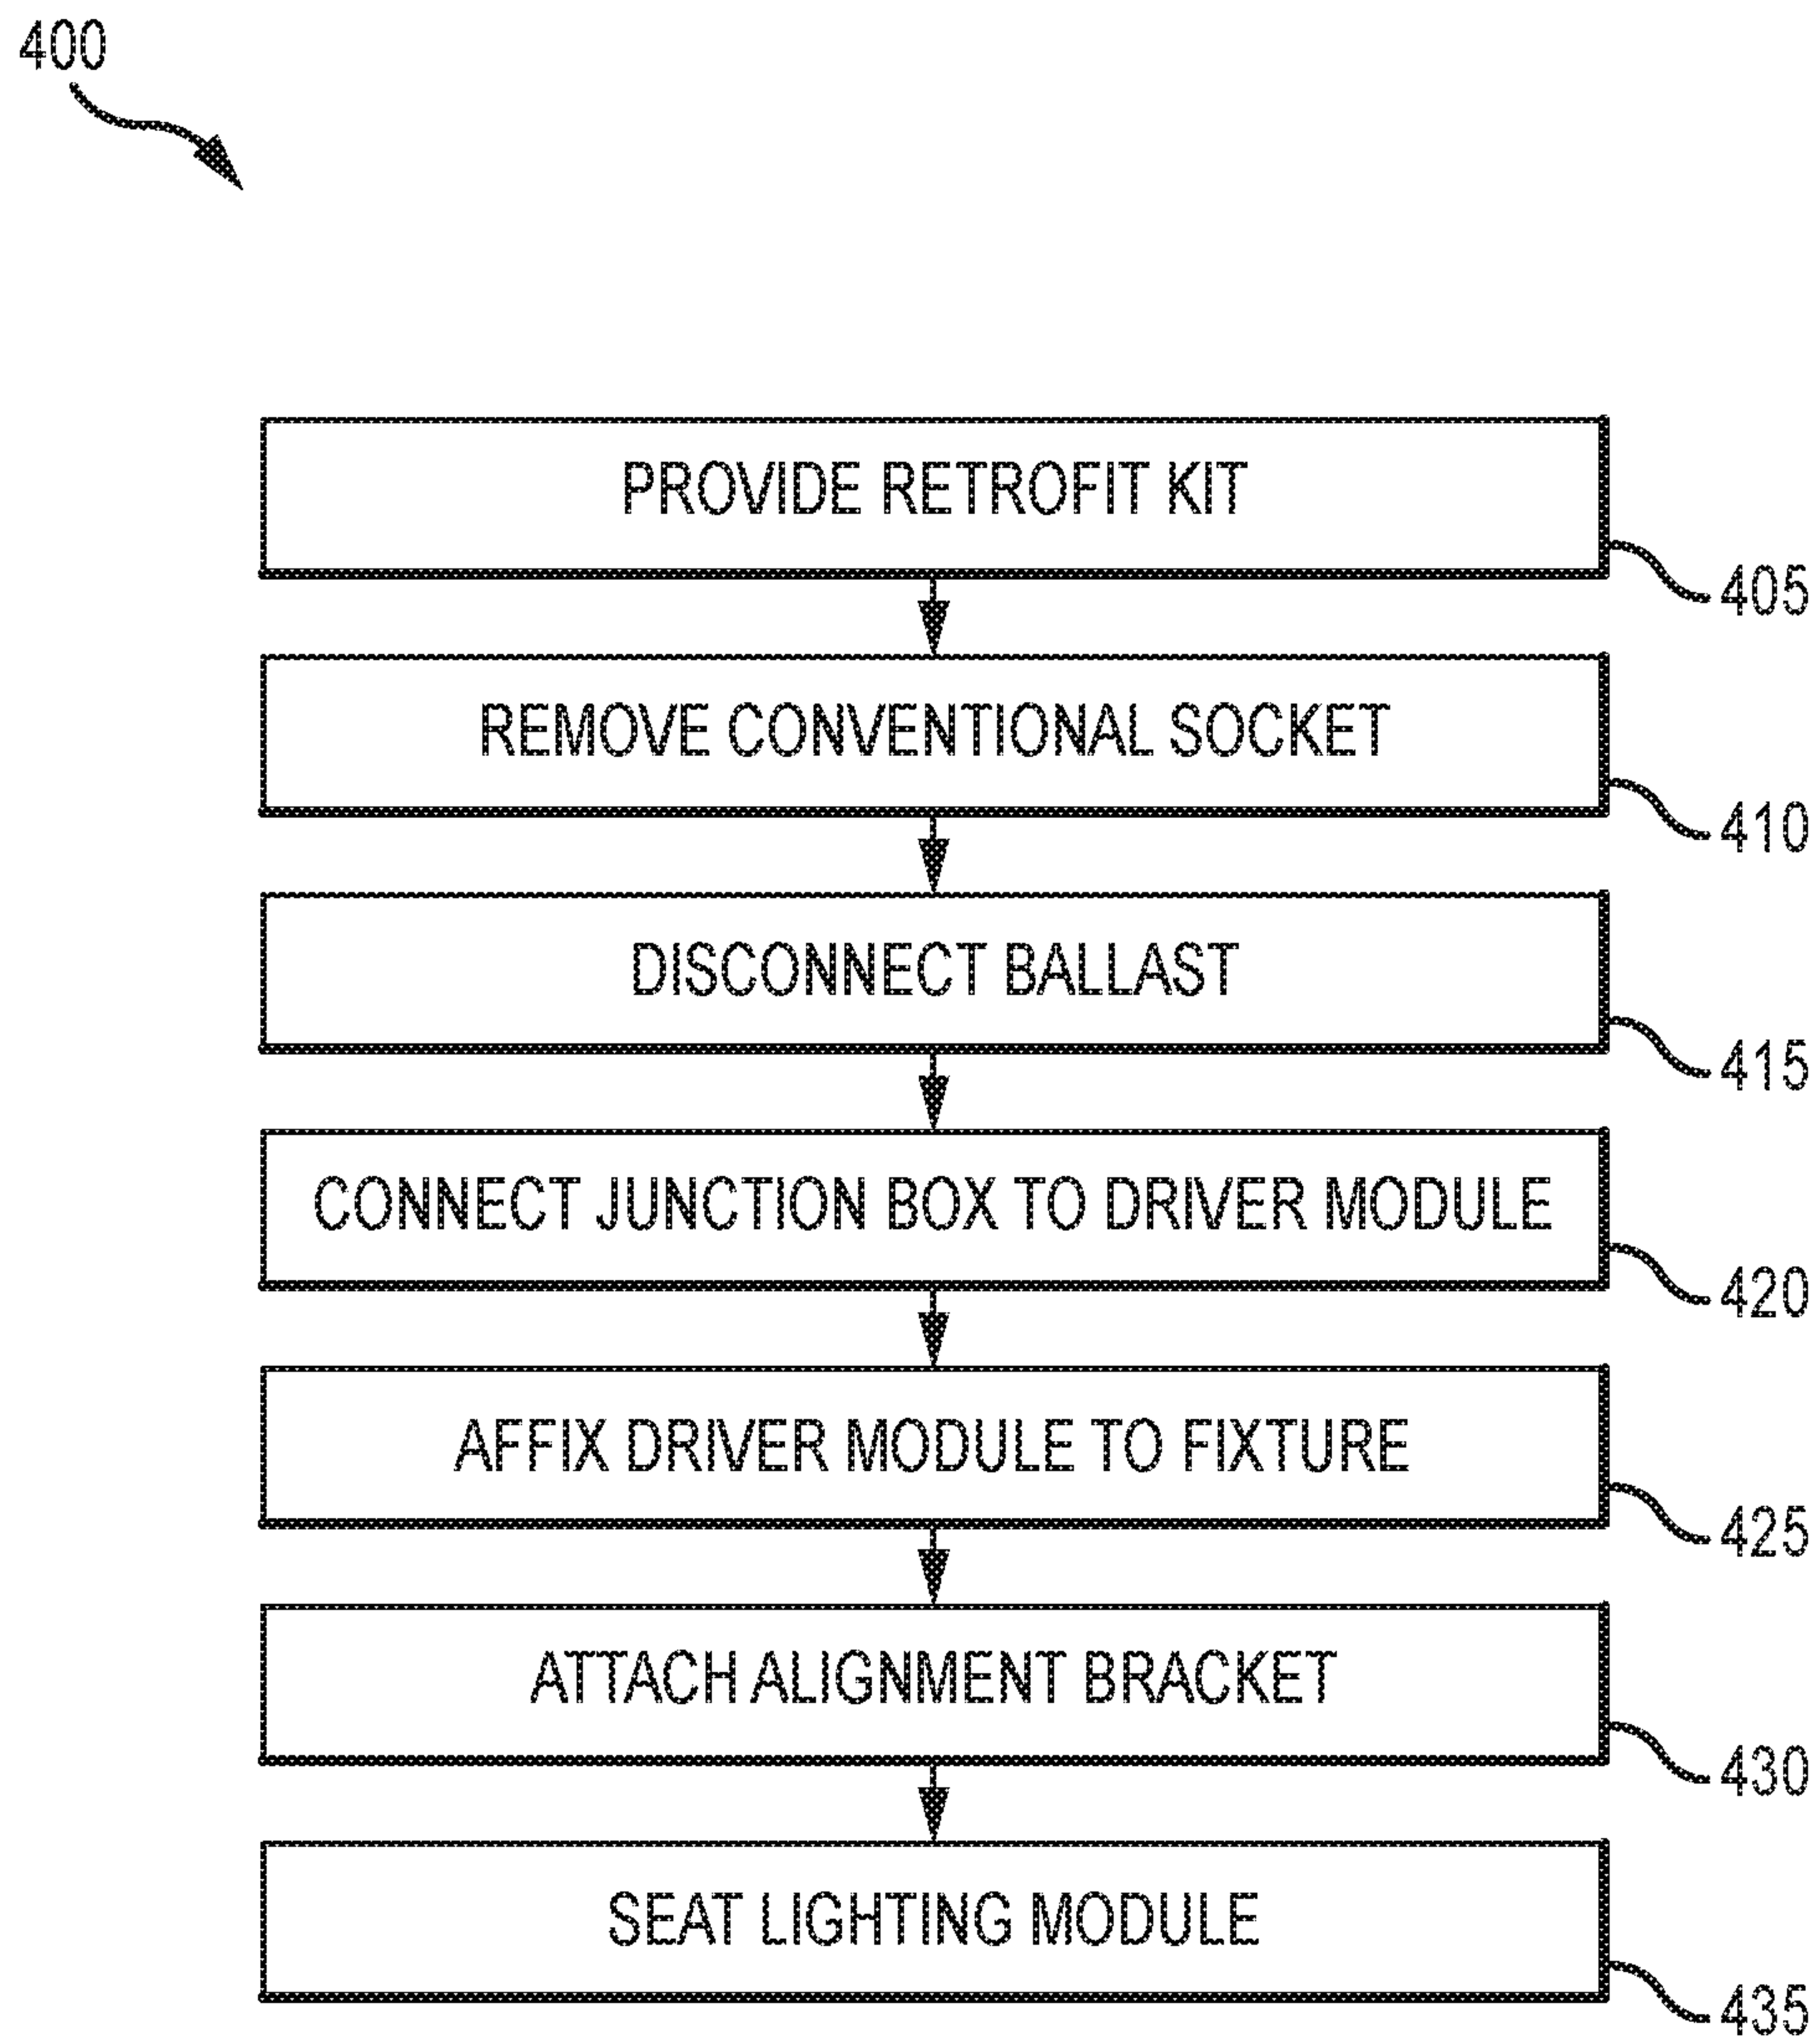 400
PROVIDE RETROFIT KIT
405
REMOVE CONVENTIONAL SOCKET
410
DISCONNECT BALLAST
415
CONNECT JUNCTION BOX TO DRIVER MODULE
420
AFFIX DRIVER MODULE TO FIXTURE
425
ATTACH ALIGNMENT BRACKET
430
SEAT LIGHTING MODULE
435